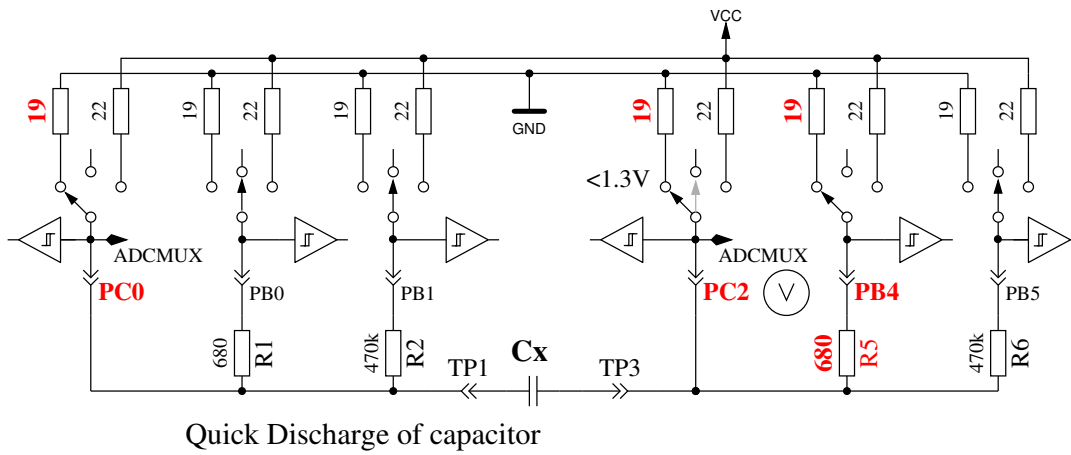 VCC
19 22 19 22 19 22 GND 19 22 19 22 19 22
<1.3V
ADCMUX ADCMUX
PC0 PB0 PB1 PC2 V PB4 PB5
680 R1 470k R2 680 R5 470k R6
TP1 Cx TP3
Quick Discharge of capacitor